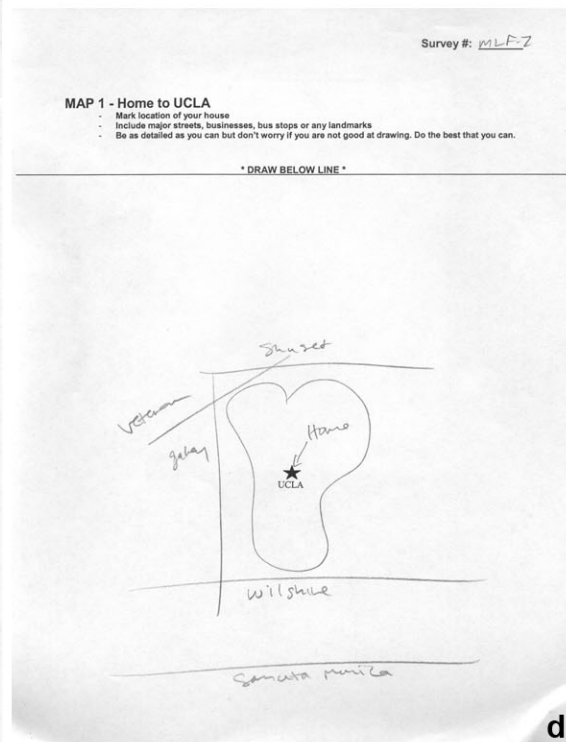 Survey #: MLF-7
MAP 1 - Home to UCLA
- Mark location of your house
- Include major streets, businesses, bus stops or any landmarks
- Be as detailed as you can but don't worry if you are not good at drawing. Do the best that you can.
* DRAW BELOW LINE *
Sunset
Veteran
Home
UCLA
Wilshire
Sancata Monica
d